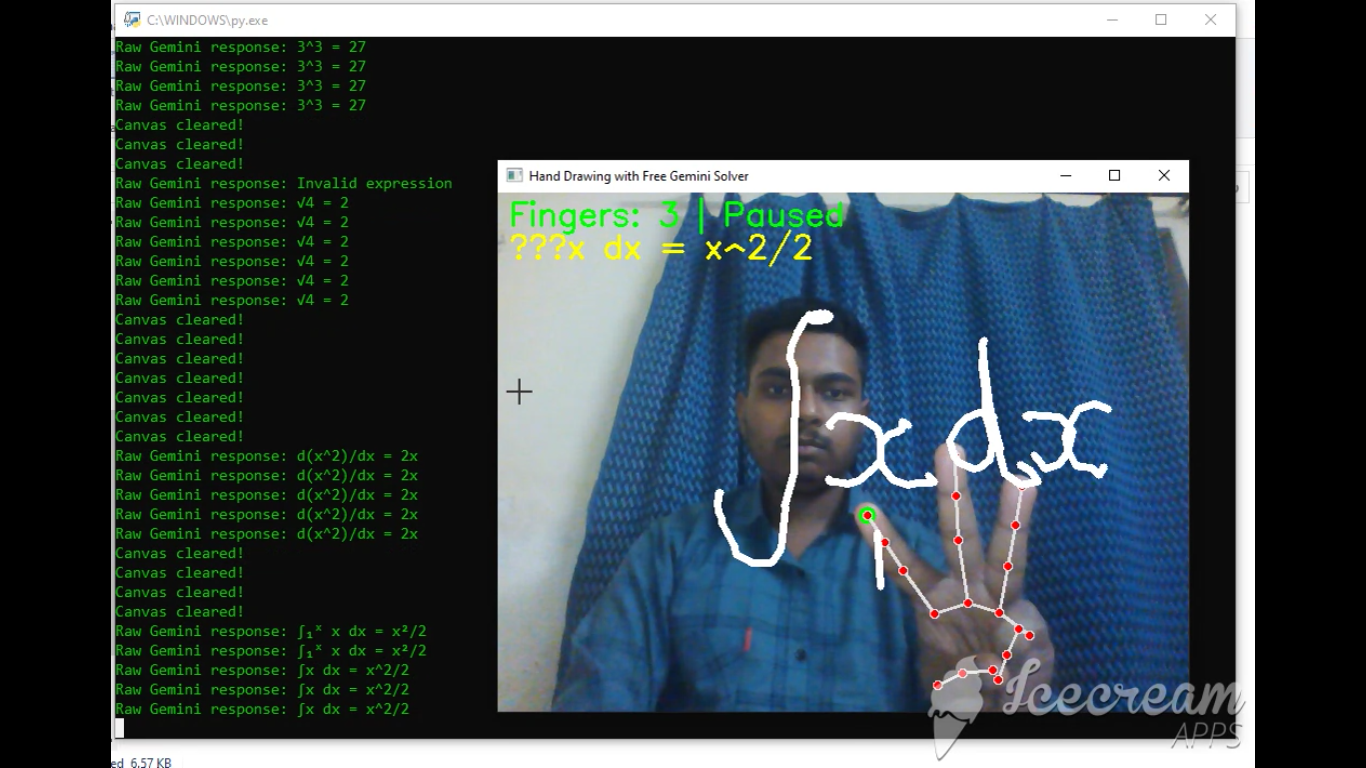 C:\WINDOWS\py.exe
Raw Gemini response: 3^3 = 27
Raw Gemini response: 3^3 = 27
Raw Gemini response: 3^3 = 27
Raw Gemini response: 3^3 = 27
Canvas cleared!
Canvas cleared!
Canvas cleared!
Raw Gemini response: Invalid expression
Raw Gemini response: √4 = 2
Raw Gemini response: √4 = 2
Raw Gemini response: √4 = 2
Raw Gemini response: √4 = 2
Raw Gemini response: √4 = 2
Raw Gemini response: √4 = 2
Canvas cleared!
Canvas cleared!
Canvas cleared!
Canvas cleared!
Canvas cleared!
Canvas cleared!
Canvas cleared!
Raw Gemini response: d(x^2)/dx = 2x
Raw Gemini response: d(x^2)/dx = 2x
Raw Gemini response: d(x^2)/dx = 2x
Raw Gemini response: d(x^2)/dx = 2x
Raw Gemini response: d(x^2)/dx = 2x
Canvas cleared!
Canvas cleared!
Canvas cleared!
Canvas cleared!
Raw Gemini response: ∫₁ˣ x dx = x²/2
Raw Gemini response: ∫₁ˣ x dx = x²/2
Raw Gemini response: ∫x dx = x^2/2
Raw Gemini response: ∫x dx = x^2/2
Raw Gemini response: ∫x dx = x^2/2
Hand Drawing with Free Gemini Solver
Fingers: 3 | Paused
???x dx = x^2/2
∫x dx
Icecream
APPS
6.57 KB